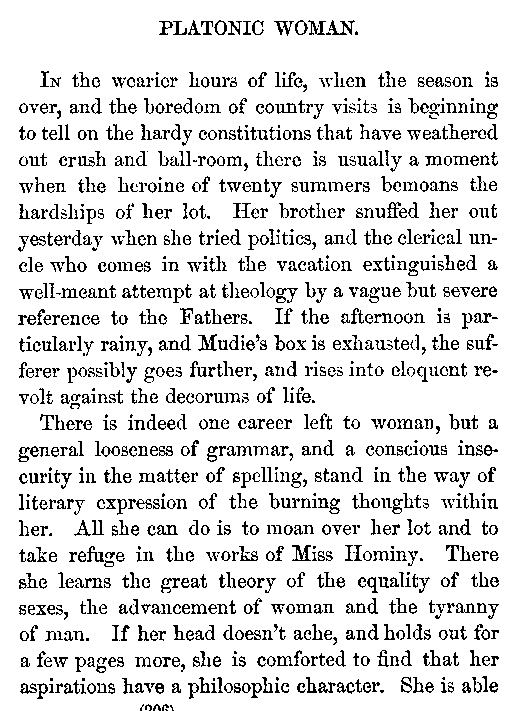 PLATONIC WOMAN.
In the wearier hours of life, when the season is
over, and the boredom of country visits is beginning
to tell on the hardy constitutions that have weathered
out crush and ball-room, there is usually a moment
when the heroine of twenty summers bemoans the
hardships of her lot. Her brother snuffed her out
yesterday when she tried politics, and the clerical un-
cle who comes in with the vacation extinguished a
well-meant attempt at theology by a vague but severe
reference to the Fathers. If the afternoon is par-
ticularly rainy, and Mudie's box is exhausted, the suf-
ferer possibly goes further, and rises into eloquent re-
volt against the decorums of life.
There is indeed one career left to woman, but a
general looseness of grammar, and a conscious inse-
curity in the matter of spelling, stand in the way of
literary expression of the burning thoughts within
her. All she can do is to moan over her lot and to
take refuge in the works of Miss Hominy. There
she learns the great theory of the equality of the
sexes, the advancement of woman and the tyranny
of man. If her head doesn't ache, and holds out for
a few pages more, she is comforted to find that her
aspirations have a philosophic character. She is able